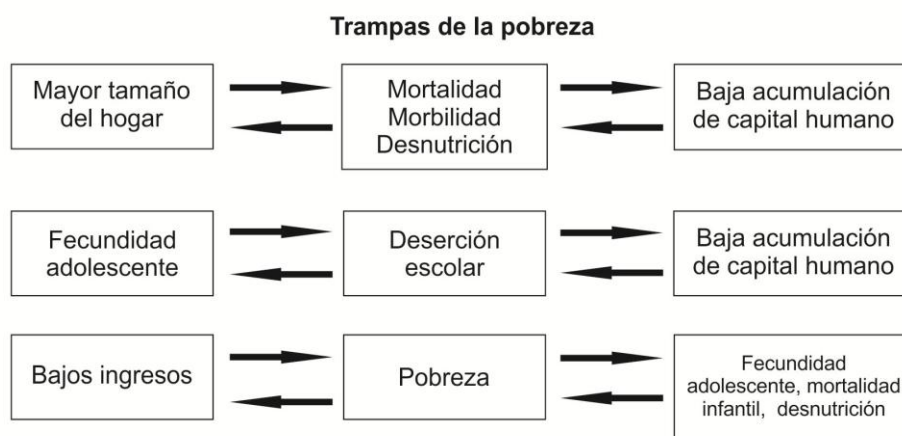 Trampas de la pobreza
Mayor tamaño
del hogar
Mortalidad
Morbilidad
Desnutrición
Baja acumulación
de capital humano
Fecundidad
adolescente
Deserción
escolar
Baja acumulación
de capital humano
Bajos ingresos
Pobreza
Fecundidad
adolescente, mortalidad
infantil, desnutrición